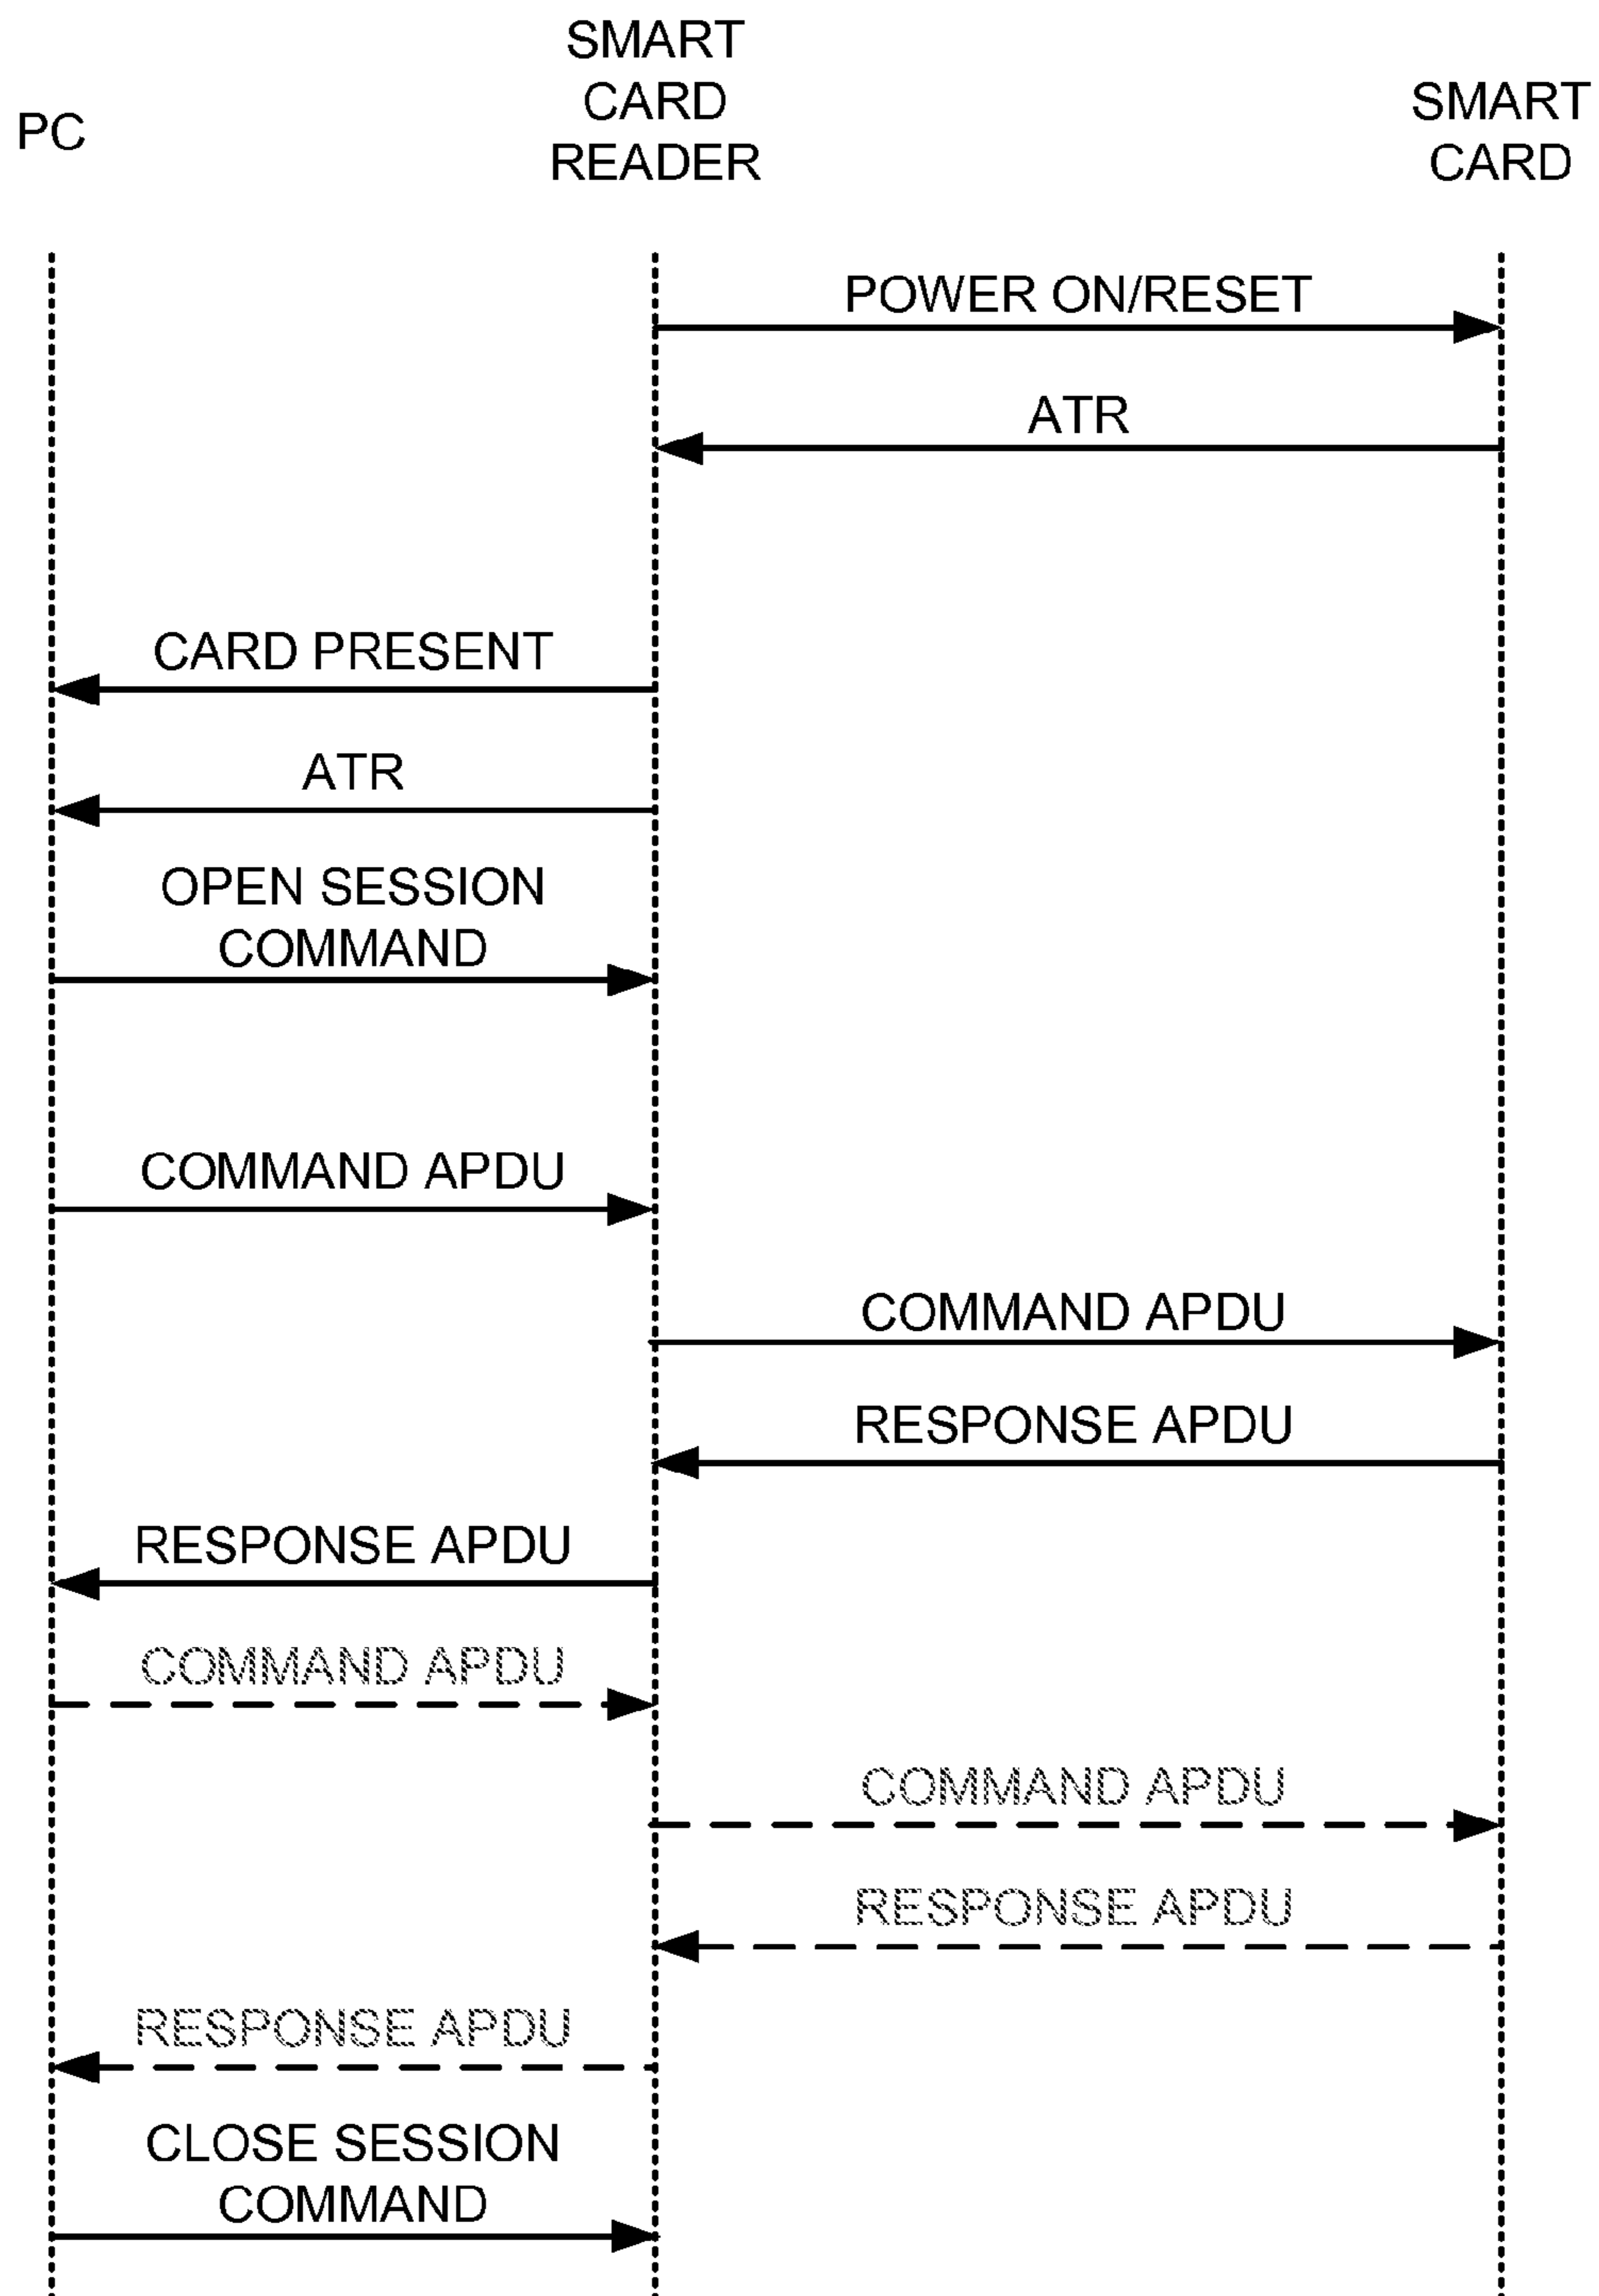 PC
SMART
CARD
READER
SMART
CARD
POWER ON/RESET
ATR
CARD PRESENT
ATR
OPEN SESSION
COMMAND
COMMAND APDU
COMMAND APDU
RESPONSE APDU
RESPONSE APDU
COMMAND APDU
COMMAND APDU
RESPONSE APDU
RESPONSE APDU
CLOSE SESSION
COMMAND